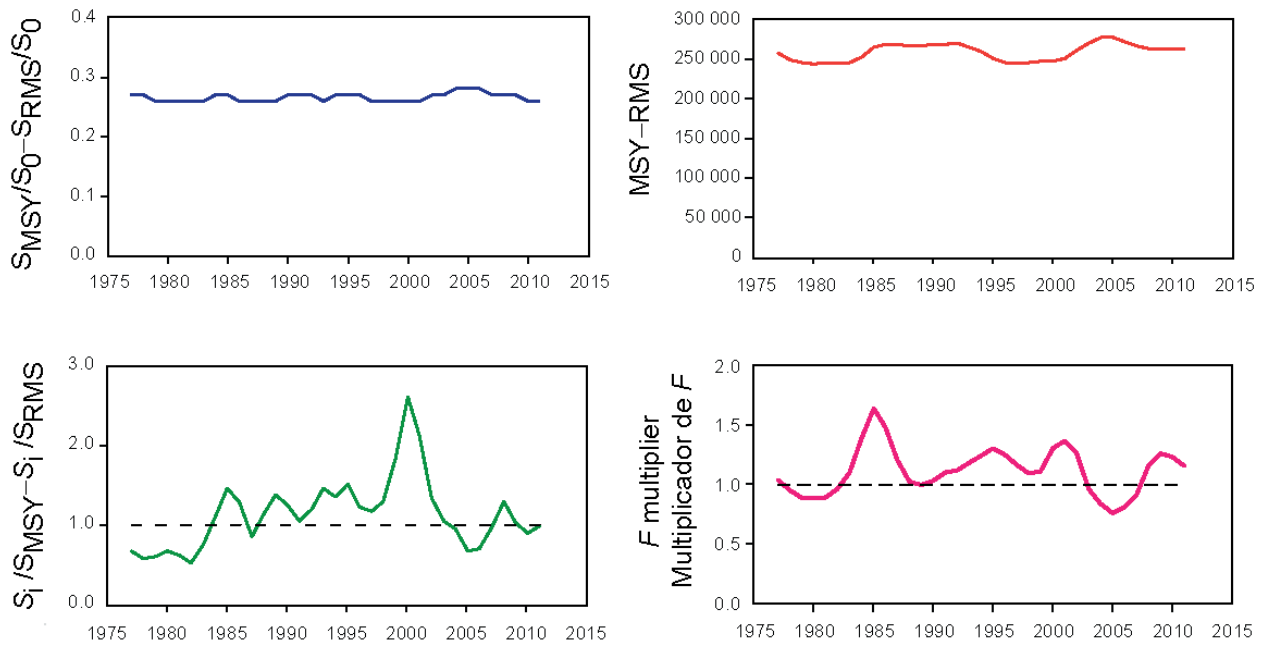 SMSY/S0–SRMS/S0
0.4
0.3
0.2
0.1
0.0
1975 1980 1985 1990 1995 2000 2005 2010 2015
MSY–RMS
300 000
250 000
200 000
150 000
100 000
50 000
0
1975 1980 1985 1990 1995 2000 2005 2010 2015
Si /SMSY–Si /SRMS
3.0
2.0
1.0
0.0
1975 1980 1985 1990 1995 2000 2005 2010 2015
F multiplier
Multiplicador de F
2.0
1.5
1.0
0.5
0.0
1975 1980 1985 1990 1995 2000 2005 2010 2015